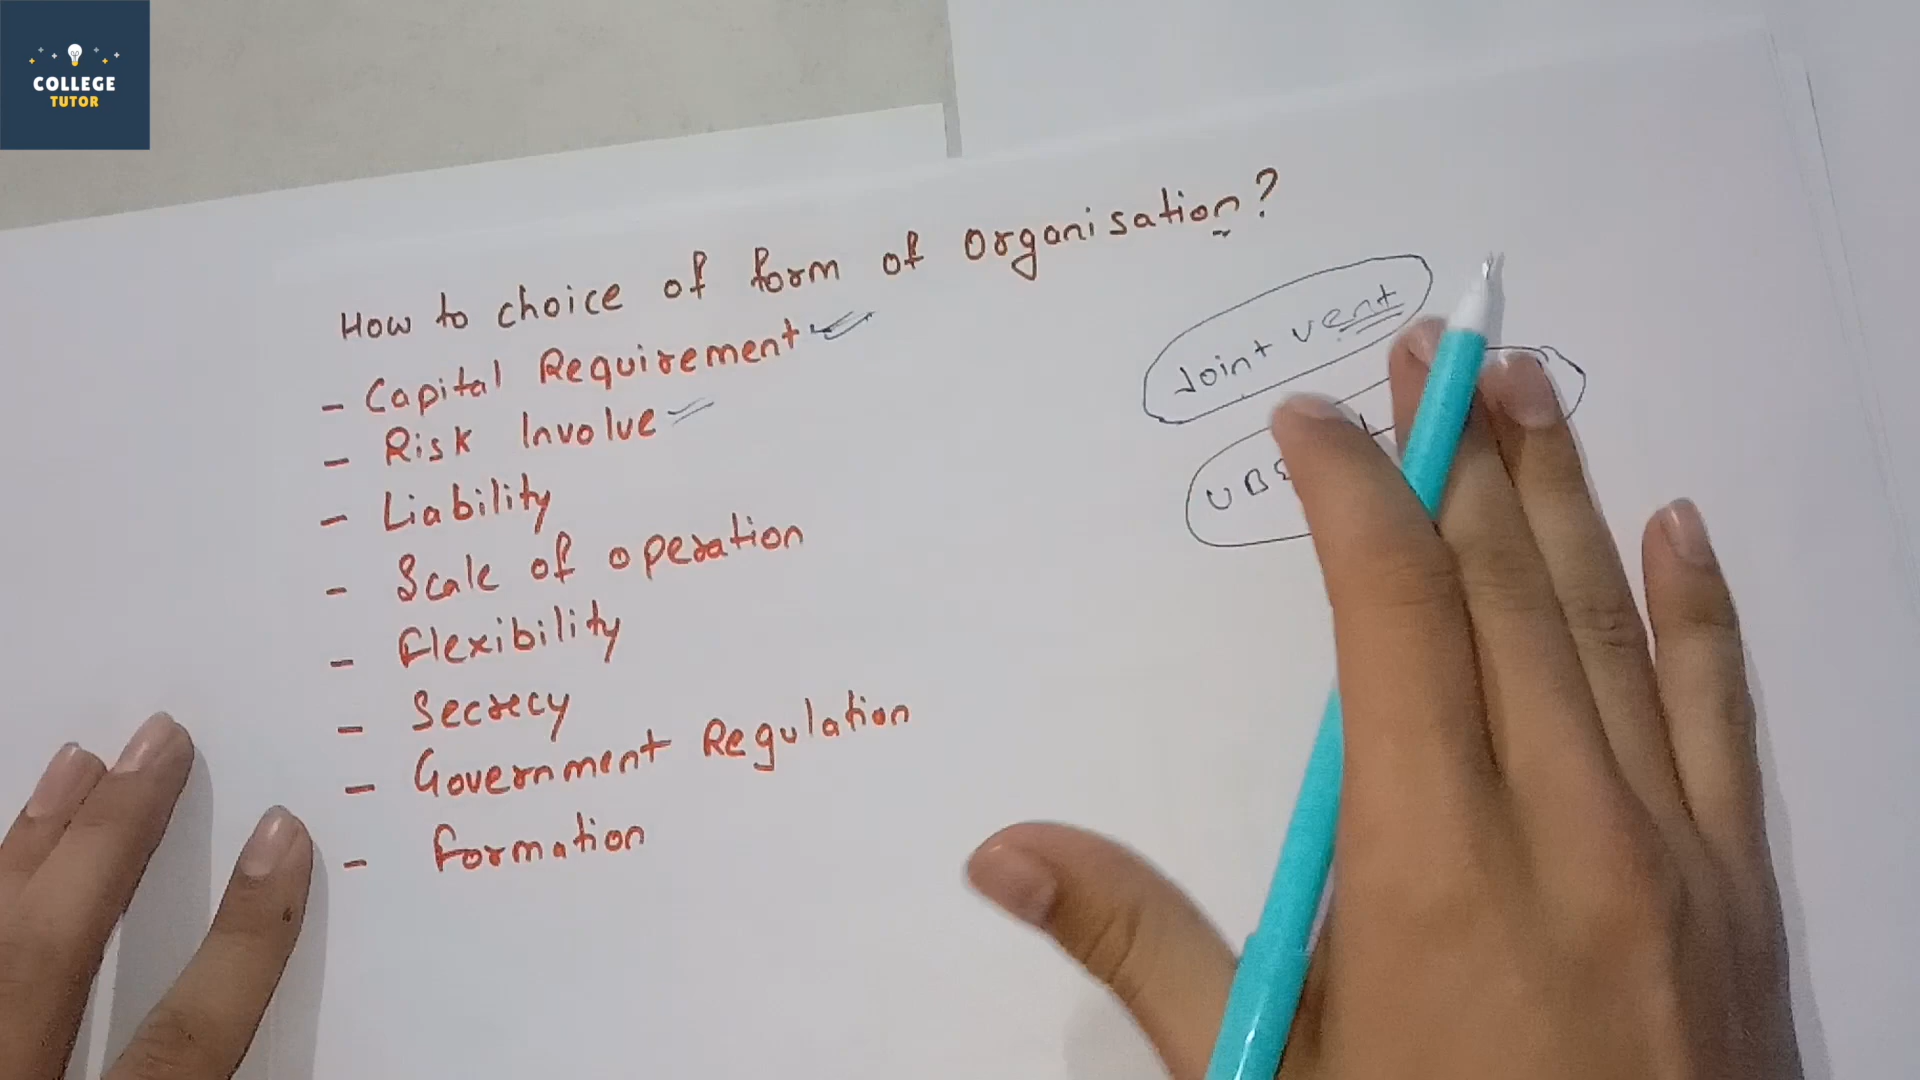 COLLEGE
TUTOR
How to choice of form of organisation?
- Capital Requirement
- Risk Involve
- Liability
- Scale of operation
- Flexibility
- Secrecy
- Government Regulation
- Formation
Joint vent